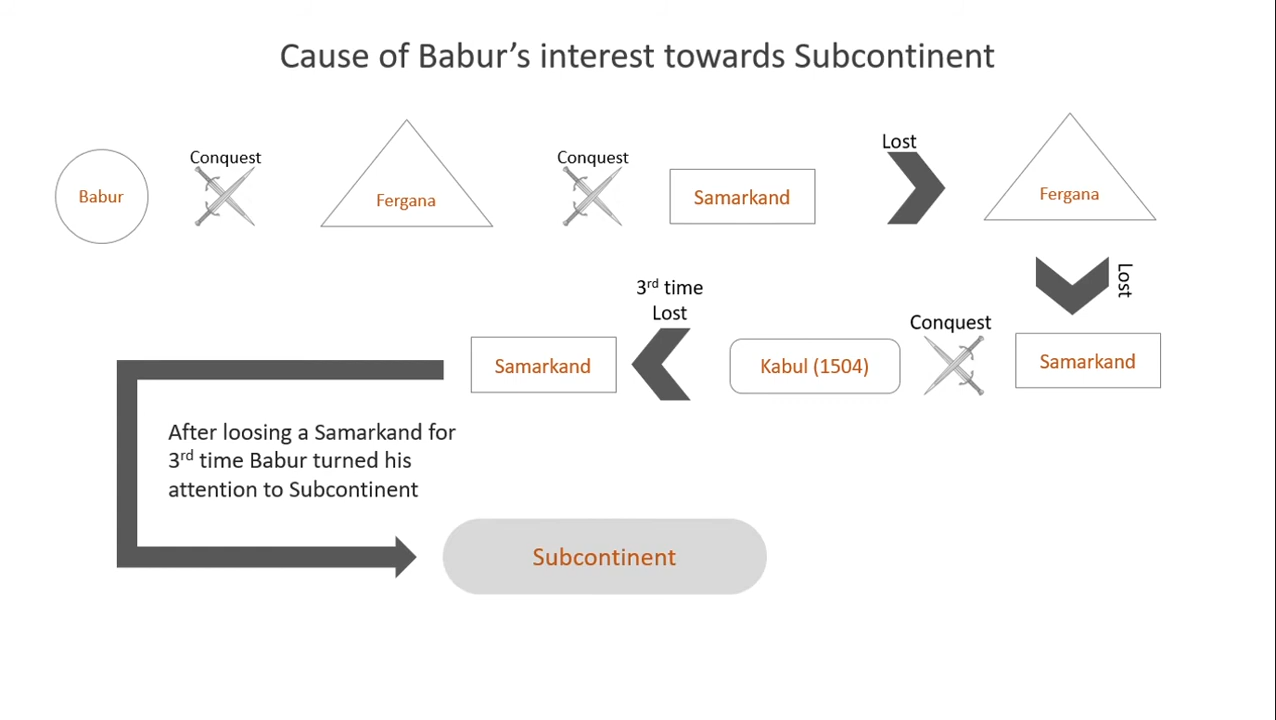 Cause of Babur’s interest towards Subcontinent
Babur
Conquest
Fergana
Conquest
Samarkand
Lost
Fergana
Lost
Samarkand
Conquest
Kabul (1504)
3rd time
Lost
Samarkand
After loosing a Samarkand for
3rd time Babur turned his
attention to Subcontinent
Subcontinent